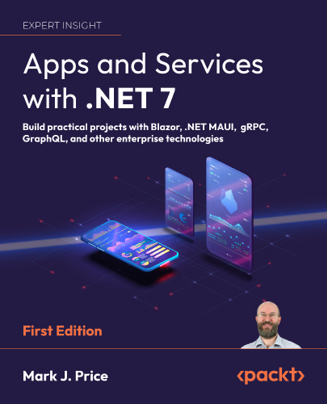 EXPERT INSIGHT
Apps and Services
with .NET 7
Build practical projects with Blazor, .NET MAUI, gRPC,
GraphQL, and other enterprise technologies
First Edition
Mark J. Price
<packt>